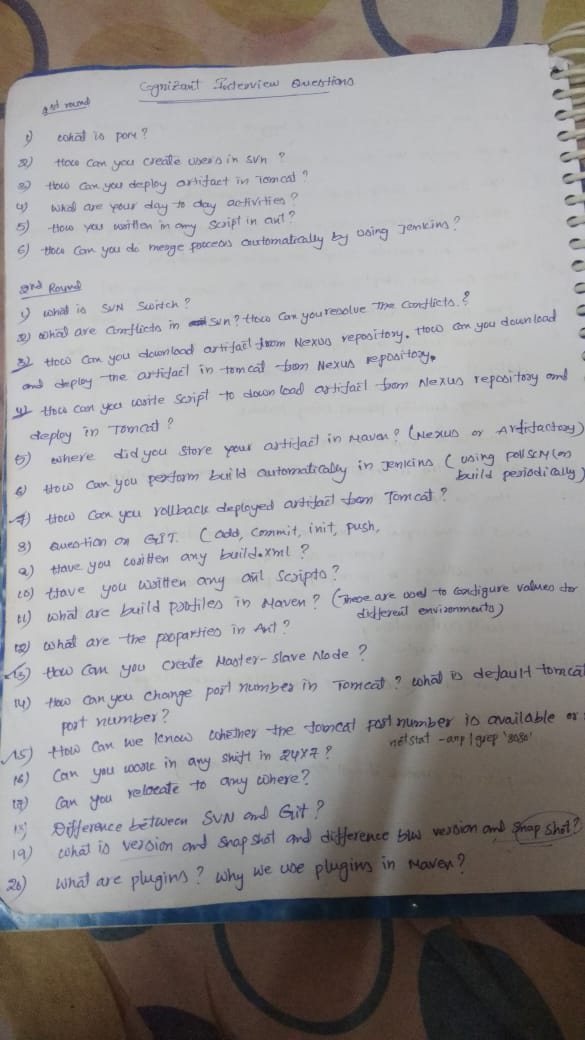 Cognizant Interview Questions
1st round
1) what is pom?
2) How can you create users in svn?
3) How can you deploy artifact in Tomcat?
4) what are your day to day activities?
5) How you written in any script in ant?
6) How can you do merge process automatically by using Jenkins?
2nd Round
1) what is SVN Switch?
2) what are conflicts in svn? How can you resolve the conflicts?
3) How can you download artifact from Nexus repository. How can you download
and deploy the artifact in tomcat from Nexus repository.
4) How can you write script to download artifact from Nexus repository and
deploy in Tomcat?
5) where did you store your artifact in Maven? (Nexus or Artifactory)
6) How can you perform build automatically in Jenkins (using poll SCM (or)
build periodically)
7) How can you rollback deployed artifact from Tomcat?
8) Question on GIT. (add, commit, init, push,
9) Have you written any build.xml?
10) Have you written any ant scripts?
11) what are build profiles in Maven? (These are used to configure values for
different environments)
12) what are the properties in Ant?
13) How can you create Master-slave Node?
14) How can you change port number in Tomcat? what is default tomcat
port number?
15) How can we know whether the tomcat port number is available or
netstat -anp | grep '8080'
16) Can you work in any shift in 24x7?
17) Can you relocate to any where?
18) Difference between SVN and Git?
19) what is version and snap shot and difference b/w version and snap shot?
20) what are plugins? why we use plugins in Maven?